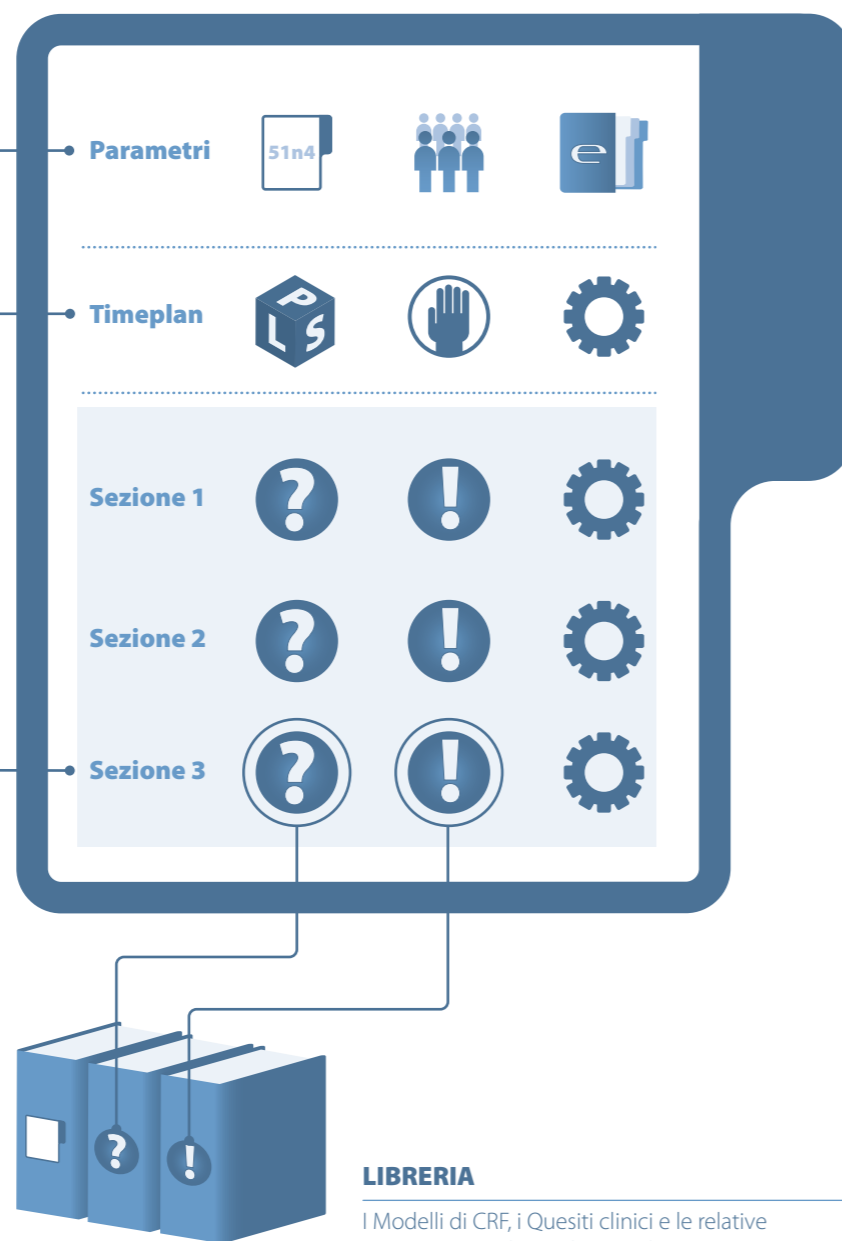 Parametri
51n4
e
Timeplan
P
L S
Sezione 1
? !
Sezione 2
? !
Sezione 3
? !
? !
LIBRERIA
I Modelli di CRF, i Quesiti clinici e le relative